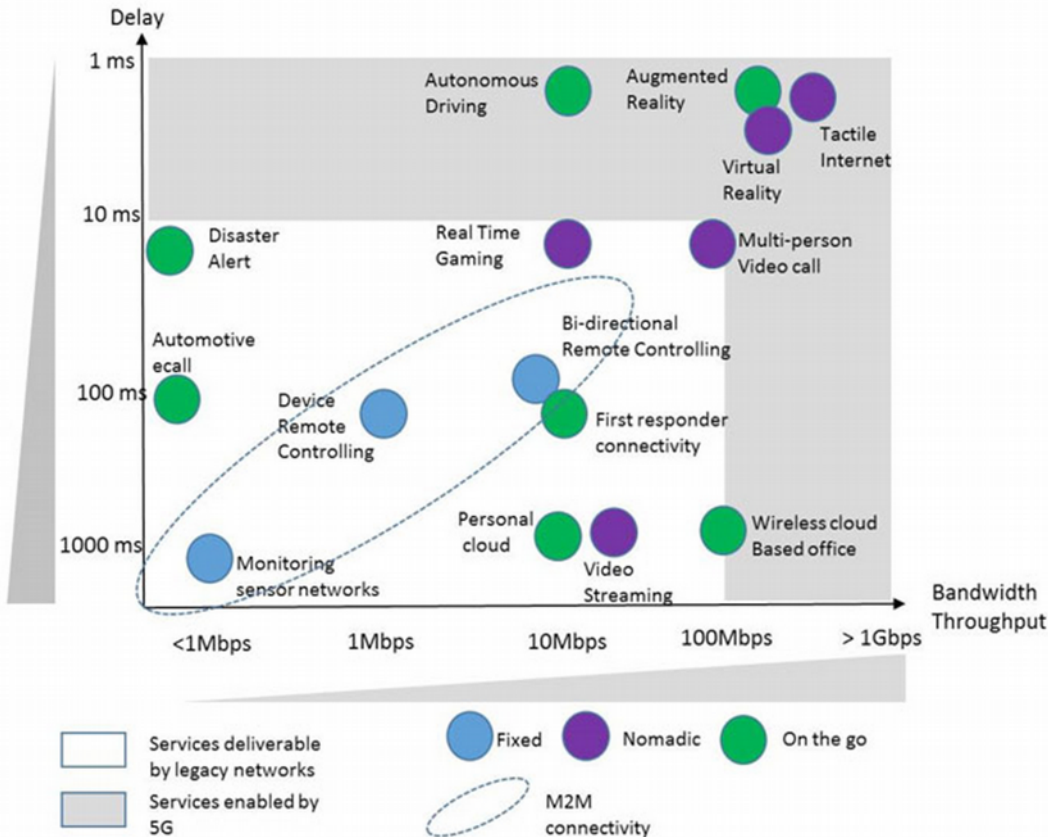 Delay
1 ms
Autonomous
Driving
Augmented
Reality
Tactile
Internet
Virtual
Reality
10 ms
Disaster
Alert
Real Time
Gaming
Multi-person
Video call
Automotive
ecall
Bi-directional
Remote Controlling
100 ms
Device
Remote
Controlling
First responder
connectivity
Personal
cloud
Wireless cloud
Based office
1000 ms
Monitoring
sensor networks
Video
Streaming
Bandwidth
Throughput
<1Mbps
1Mbps
10Mbps
100Mbps
> 1Gbps
Services deliverable
by legacy networks
Fixed
Nomadic
On the go
Services enabled by
5G
M2M
connectivity